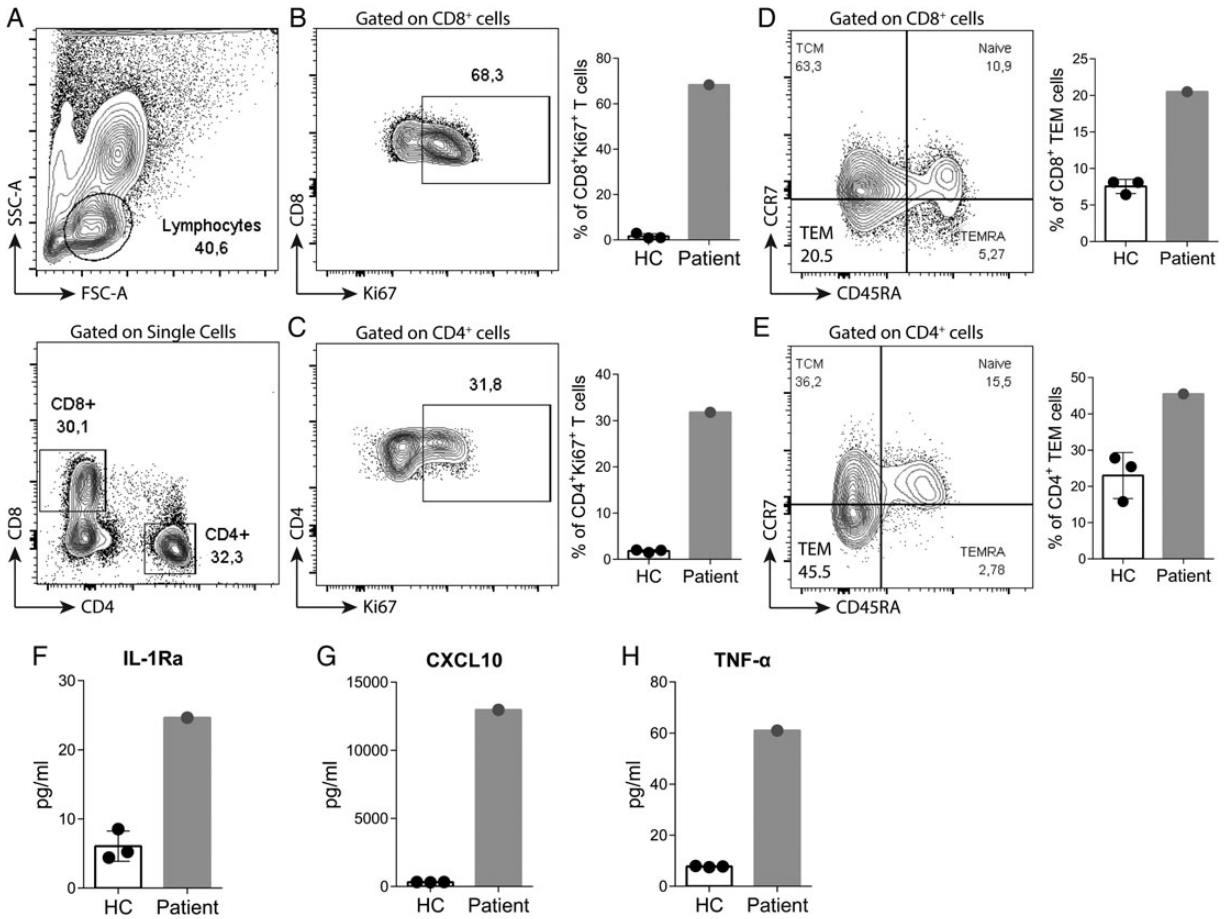 A
SSC-A
Lymphocytes
40,6
FSC-A
Gated on Single Cells
CD8+
30,1
CD8
CD4+
32,3
CD4
B
Gated on CD8⁺ cells
68,3
CD8
Ki67
% of CD8⁺Ki67⁺ T cells
80
60
40
20
0
HC Patient
C
Gated on CD4⁺ cells
31,8
CD4
Ki67
% of CD4⁺Ki67⁺ T cells
40
30
20
10
0
HC Patient
D
Gated on CD8⁺ cells
TCM
63,3
Naive
10,9
CCR7
TEM
20.5
TEMRA
5,27
CD45RA
% of CD8⁺ TEM cells
25
20
15
10
5
0
HC Patient
E
Gated on CD4⁺ cells
TCM
36,2
Naive
15,5
CCR7
TEM
45.5
TEMRA
2,78
CD45RA
% of CD4⁺ TEM cells
50
40
30
20
10
0
HC Patient
F
IL-1Ra
pg/ml
30
25
10
5
0
HC Patient
G
CXCL10
pg/ml
15000
10000
5000
0
HC Patient
H
TNF-α
pg/ml
80
60
40
20
0
HC Patient